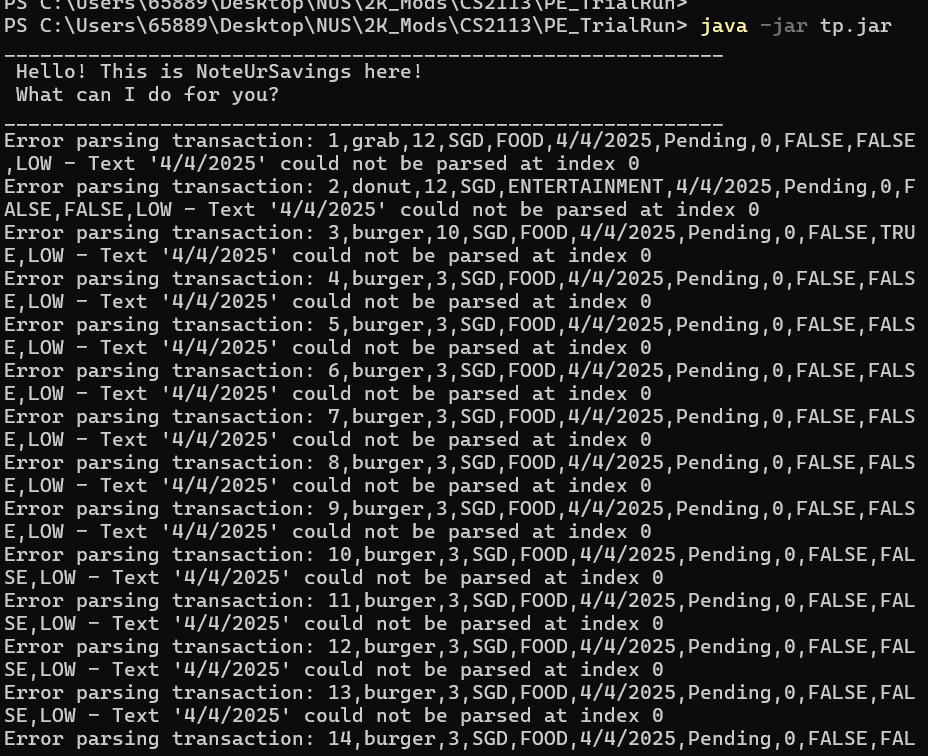 PS C:\Users\65889\Desktop\NUS\2K_Mods\CS2113\PE_TrialRun>
PS C:\Users\65889\Desktop\NUS\2K_Mods\CS2113\PE_TrialRun> java -jar tp.jar
____________________________________________________________
 Hello! This is NoteUrSavings here!
 What can I do for you?
____________________________________________________________
Error parsing transaction: 1,grab,12,SGD,FOOD,4/4/2025,Pending,0,FALSE,FALSE
,LOW - Text '4/4/2025' could not be parsed at index 0
Error parsing transaction: 2,donut,12,SGD,ENTERTAINMENT,4/4/2025,Pending,0,F
ALSE,FALSE,LOW - Text '4/4/2025' could not be parsed at index 0
Error parsing transaction: 3,burger,10,SGD,FOOD,4/4/2025,Pending,0,FALSE,TRU
E,LOW - Text '4/4/2025' could not be parsed at index 0
Error parsing transaction: 4,burger,3,SGD,FOOD,4/4/2025,Pending,0,FALSE,FALS
E,LOW - Text '4/4/2025' could not be parsed at index 0
Error parsing transaction: 5,burger,3,SGD,FOOD,4/4/2025,Pending,0,FALSE,FALS
E,LOW - Text '4/4/2025' could not be parsed at index 0
Error parsing transaction: 6,burger,3,SGD,FOOD,4/4/2025,Pending,0,FALSE,FALS
E,LOW - Text '4/4/2025' could not be parsed at index 0
Error parsing transaction: 7,burger,3,SGD,FOOD,4/4/2025,Pending,0,FALSE,FALS
E,LOW - Text '4/4/2025' could not be parsed at index 0
Error parsing transaction: 8,burger,3,SGD,FOOD,4/4/2025,Pending,0,FALSE,FALS
E,LOW - Text '4/4/2025' could not be parsed at index 0
Error parsing transaction: 9,burger,3,SGD,FOOD,4/4/2025,Pending,0,FALSE,FALS
E,LOW - Text '4/4/2025' could not be parsed at index 0
Error parsing transaction: 10,burger,3,SGD,FOOD,4/4/2025,Pending,0,FALSE,FAL
SE,LOW - Text '4/4/2025' could not be parsed at index 0
Error parsing transaction: 11,burger,3,SGD,FOOD,4/4/2025,Pending,0,FALSE,FAL
SE,LOW - Text '4/4/2025' could not be parsed at index 0
Error parsing transaction: 12,burger,3,SGD,FOOD,4/4/2025,Pending,0,FALSE,FAL
SE,LOW - Text '4/4/2025' could not be parsed at index 0
Error parsing transaction: 13,burger,3,SGD,FOOD,4/4/2025,Pending,0,FALSE,FAL
SE,LOW - Text '4/4/2025' could not be parsed at index 0
Error parsing transaction: 14,burger,3,SGD,FOOD,4/4/2025,Pending,0,FALSE,FAL